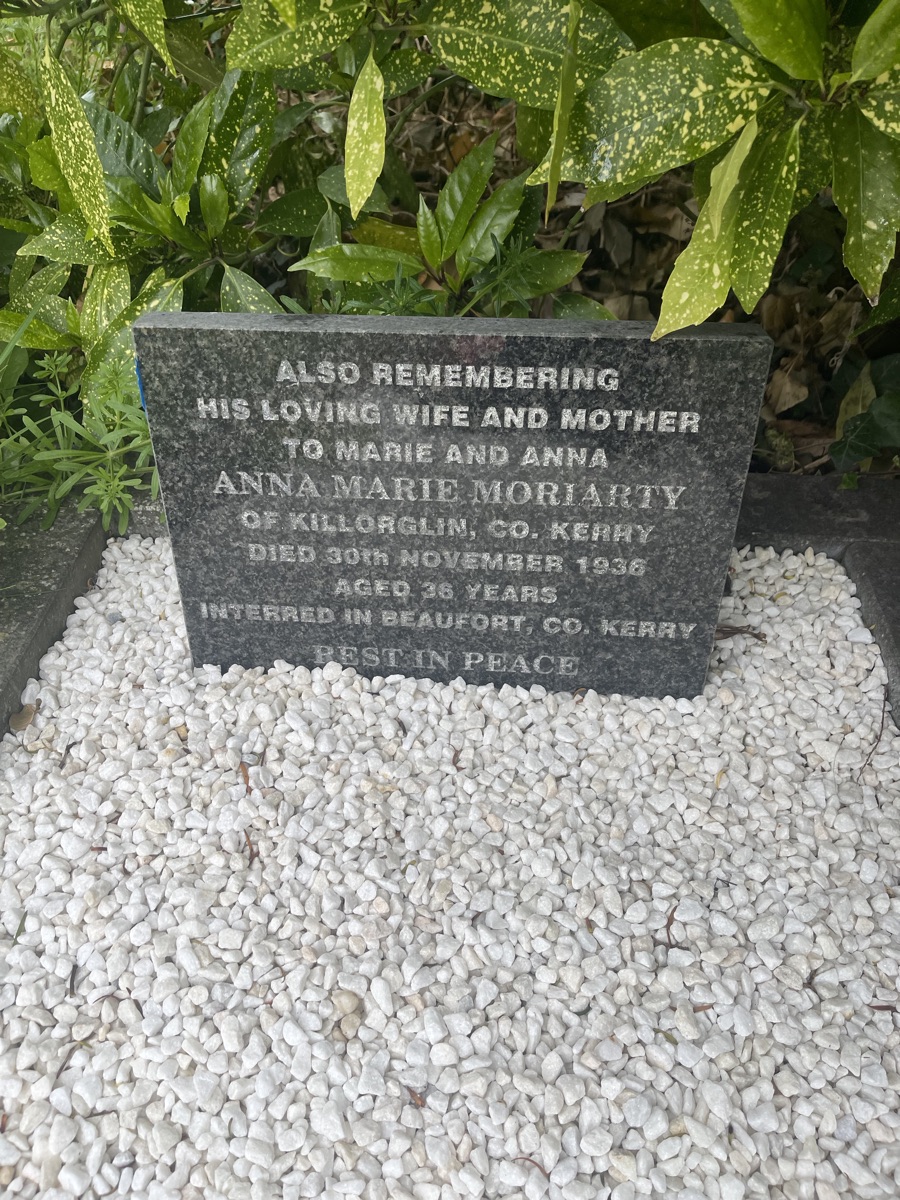 ALSO REMEMBERING
HIS LOVING WIFE AND MOTHER
TO MARIE AND ANNA
ANNA MARIE MORIARTY
OF KILLORGLIN, CO. KERRY
DIED 30th NOVEMBER 1936
AGED 36 YEARS
INTERRED IN BEAUFORT, CO. KERRY
REST IN PEACE